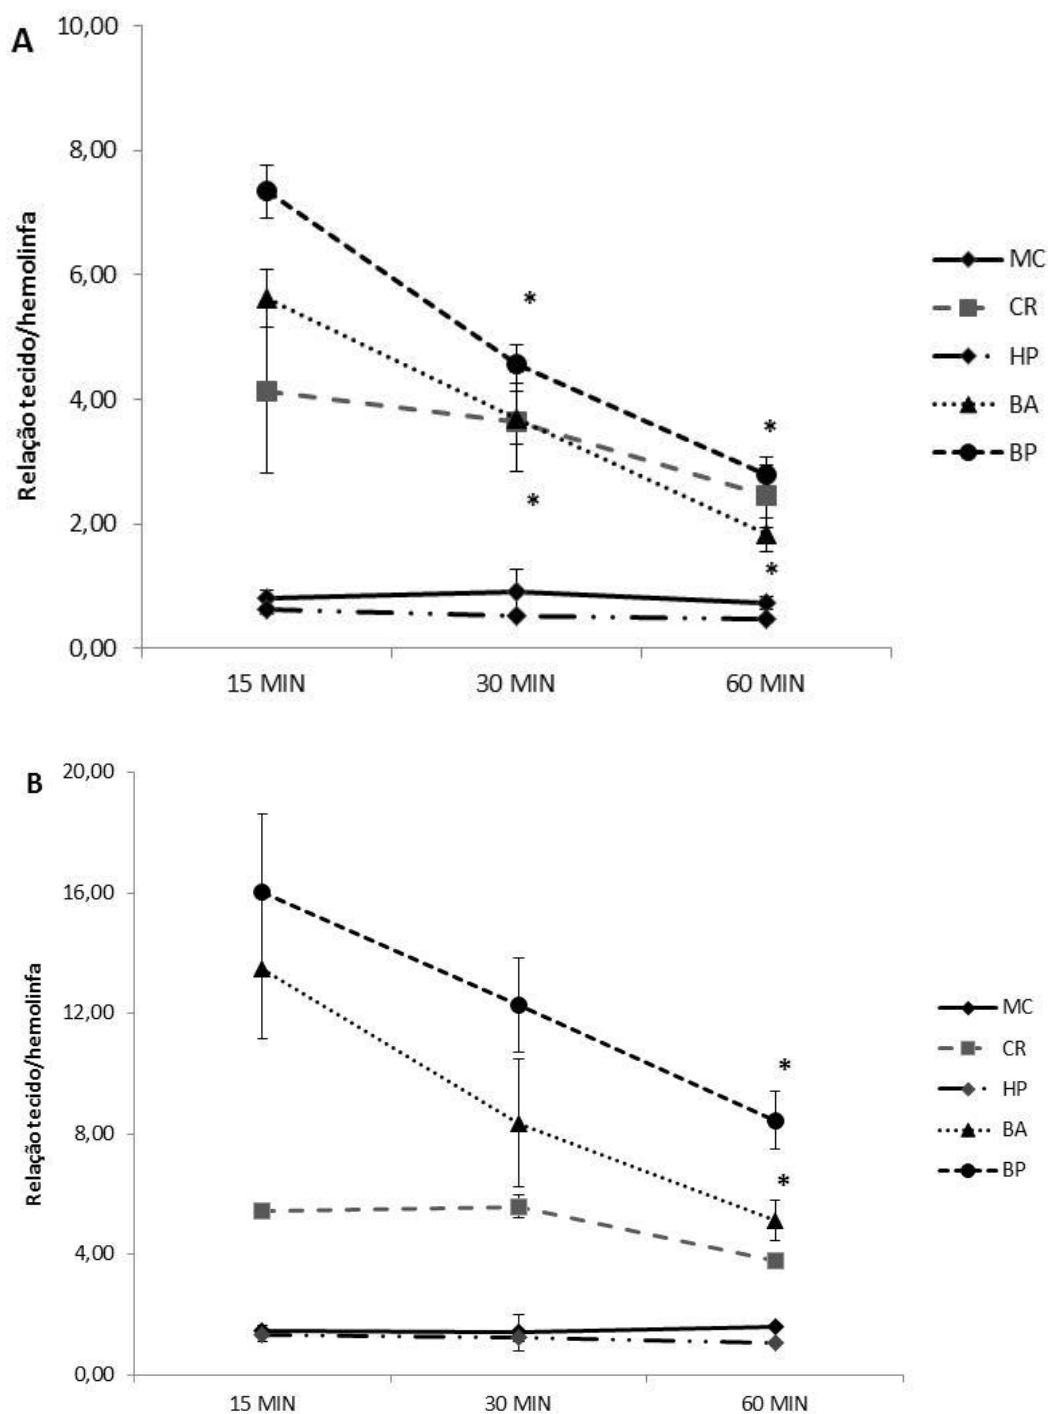 A
10,00
8,00
6,00
4,00
2,00
0,00
Relação tecido/hemolinfa
15 MIN
30 MIN
60 MIN
*
*
*
*
MC
CR
HP
BA
BP
B
20,00
16,00
12,00
8,00
4,00
0,00
Relação tecido/hemolinfa
15 MIN
30 MIN
60 MIN
*
*
MC
CR
HP
BA
BP